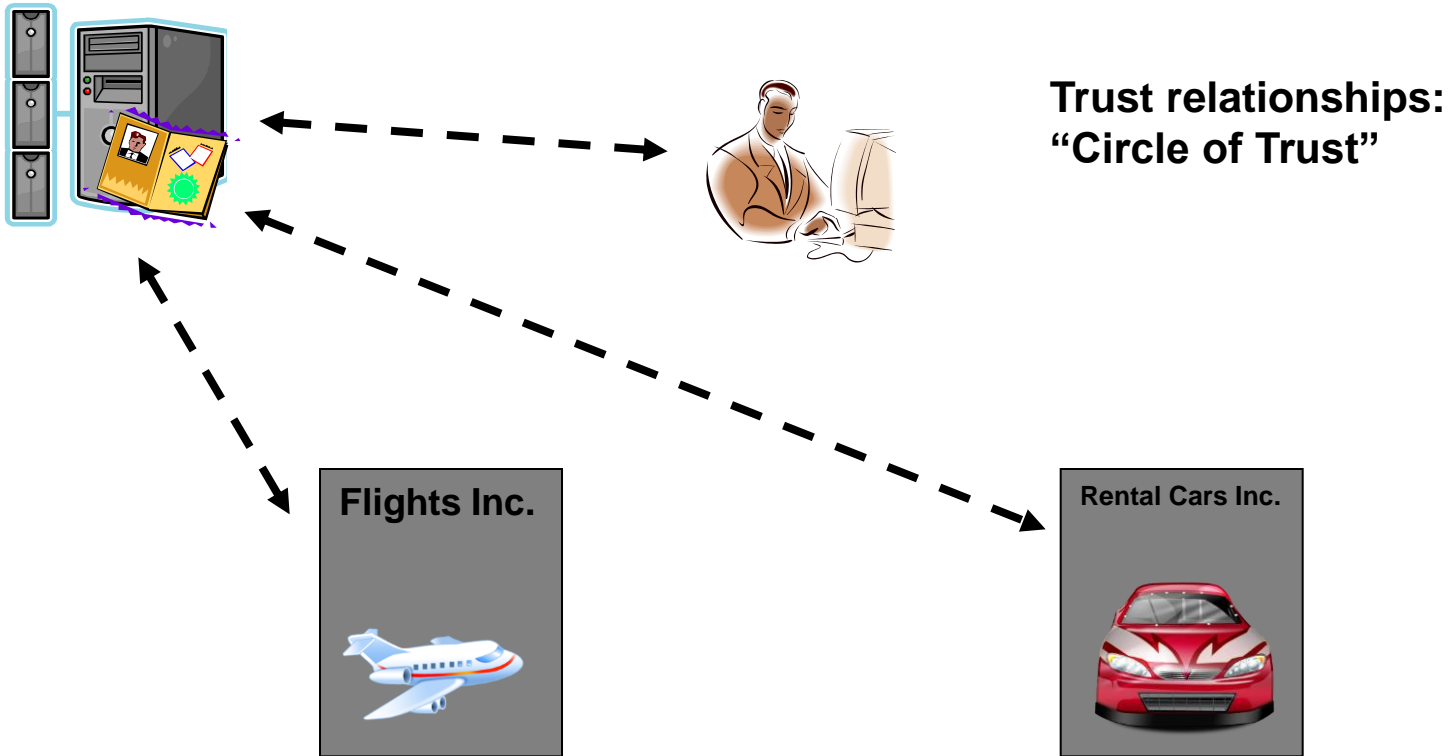 Trust relationships:
“Circle of Trust”
Flights Inc.
Rental Cars Inc.